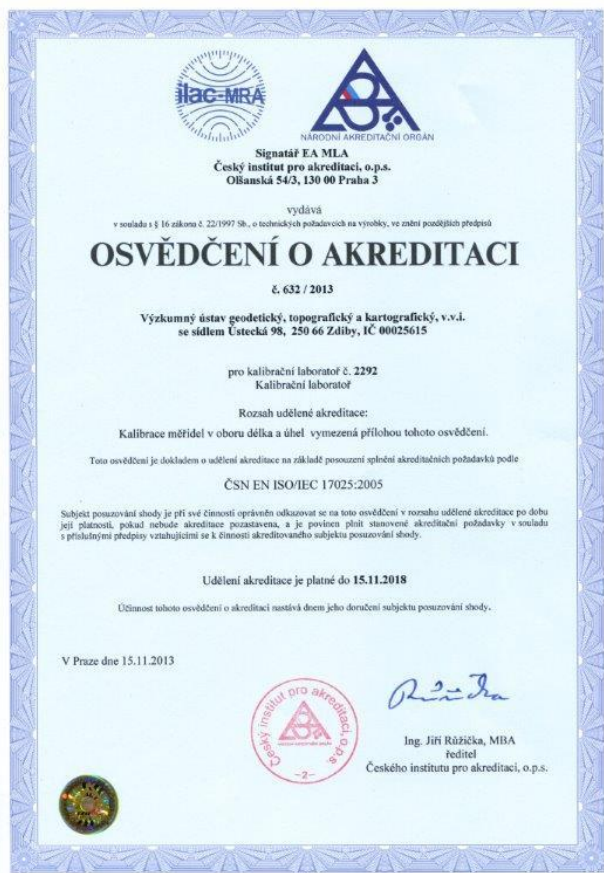 ilac-MRA
NÁRODNÍ AKREDITAČNÍ ORGÁN
Signatář EA MLA
Český institut pro akreditaci, o.p.s.
Olšanská 54/3, 130 00 Praha 3
vydává
v souladu s § 16 zákona č. 22/1997 Sb., o technických požadavcích na výrobky, ve znění pozdějších předpisů
OSVĚDČENÍ O AKREDITACI
č. 632 / 2013
Výzkumný ústav geodetický, topografický a kartografický, v.v.i.
se sídlem Ústecká 98, 250 66 Zdiby, IČ 00025615
pro kalibrační laboratoř č. 2292
Kalibrační laboratoř
Rozsah udělené akreditace:
Kalibrace měřidel v oboru délka a úhel vymezená přílohou tohoto osvědčení.
Toto osvědčení je dokladem o udělení akreditace na základě posouzení splnění akreditačních požadavků podle
ČSN EN ISO/IEC 17025:2005
Subjekt posuzování shody je při své činnosti oprávněn odkazovat se na toto osvědčení v rozsahu udělené akreditace po dobu
její platnosti, pokud nebude akreditace pozastavena, a je povinen plnit stanovené akreditační požadavky v souladu
s příslušnými předpisy vztahujícími se k činnosti akreditovaného subjektu posuzování shody.
Udělení akreditace je platné do 15.11.2018
Účinnost tohoto osvědčení o akreditaci nastává dnem jeho doručení subjektu posuzování shody.
V Praze dne 15.11.2013
Český institut pro akreditaci, o.p.s.
-2-
Růžička
Ing. Jiří Růžička, MBA
ředitel
Českého institutu pro akreditaci, o.p.s.